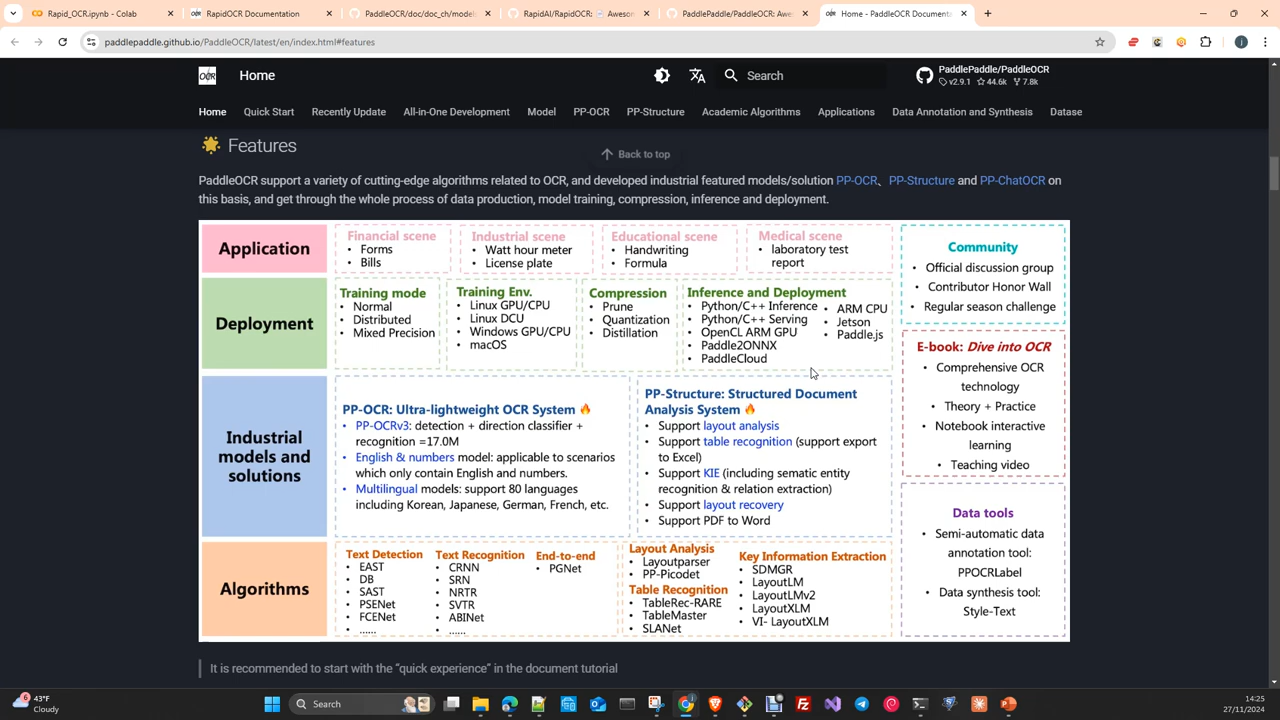 Rapid_OCR.ipynb - Colab
RapidOCR Documentation
PaddleOCR/doc/doc_ch/models
RapidAI/RapidOCR: Awesom
PaddlePaddle/PaddleOCR: Awe
Home - PaddleOCR Documenta
paddlepaddle.github.io/PaddleOCR/latest/en/index.html#features
OCR
Home
Search
PaddlePaddle/PaddleOCR
v2.9.1 44.6k 7.8k
Home
Quick Start
Recently Update
All-in-One Development
Model
PP-OCR
PP-Structure
Academic Algorithms
Applications
Data Annotation and Synthesis
Datase
Features
Back to top
PaddleOCR support a variety of cutting-edge algorithms related to OCR, and developed industrial featured models/solution PP-OCR、 PP-Structure and PP-ChatOCR on
this basis, and get through the whole process of data production, model training, compression, inference and deployment.
Application
Financial scene
• Forms
• Bills
Industrial scene
• Watt hour meter
• License plate
Educational scene
• Handwriting
• Formula
Medical scene
• laboratory test
report
Deployment
Training mode
• Normal
• Distributed
• Mixed Precision
Training Env.
• Linux GPU/CPU
• Linux DCU
• Windows GPU/CPU
• macOS
Compression
• Prune
• Quantization
• Distillation
Inference and Deployment
• Python/C++ Inference
• Python/C++ Serving
• OpenCL ARM GPU
• Paddle2ONNX
• PaddleCloud
• ARM CPU
• Jetson
• Paddle.js
Industrial
models and
solutions
PP-OCR: Ultra-lightweight OCR System
• PP-OCRv3: detection + direction classifier +
recognition =17.0M
• English & numbers model: applicable to scenarios
which only contain English and numbers.
• Multilingual models: support 80 languages
including Korean, Japanese, German, French, etc.
PP-Structure: Structured Document
Analysis System
• Support layout analysis
• Support table recognition (support export
to Excel)
• Support KIE (including sematic entity
recognition & relation extraction)
• Support layout recovery
• Support PDF to Word
Algorithms
Text Detection
• EAST
• DB
• SAST
• PSENet
• FCENet
• ......
Text Recognition
• CRNN
• SRN
• NRTR
• SVTR
• ABINet
• ......
End-to-end
• PGNet
Layout Analysis
• Layoutparser
• PP-Picodet
Table Recognition
• TableRec-RARE
• TableMaster
• SLANet
Key Information Extraction
• SDMGR
• LayoutLM
• LayoutLMv2
• LayoutXLM
• VI- LayoutXLM
Community
• Official discussion group
• Contributor Honor Wall
• Regular season challenge
E-book: Dive into OCR
• Comprehensive OCR
technology
• Theory + Practice
• Notebook interactive
learning
• Teaching video
Data tools
• Semi-automatic data
annotation tool:
PPOCRLabel
• Data synthesis tool:
Style-Text
It is recommended to start with the “quick experience” in the document tutorial
6
43°F
Cloudy
Search
14:25
27/11/2024